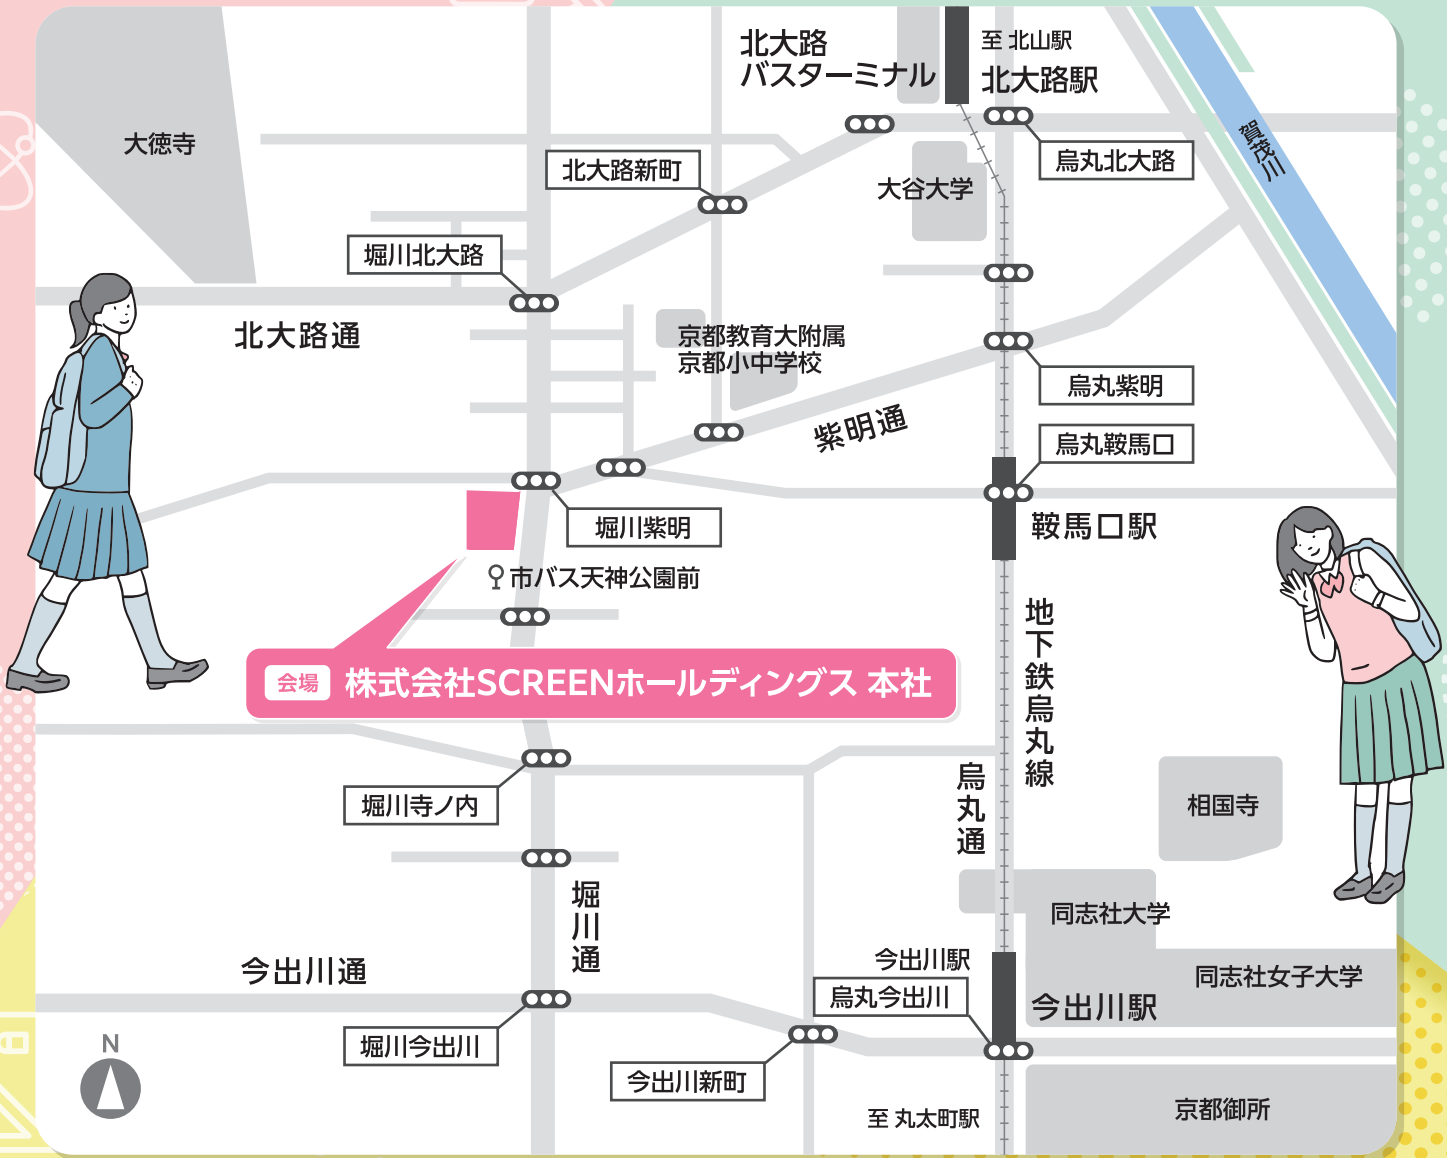 北大路
バスターミナル
至 北山駅
北大路駅
大徳寺
賀茂川
北大路新町
烏丸北大路
大谷大学
堀川北大路
北大路通
京都教育大附属
京都小中学校
烏丸紫明
紫明通
烏丸鞍馬口
堀川紫明
鞍馬口駅
市バス天神公園前
地下鉄烏丸線
会場 株式会社SCREENホールディングス 本社
烏丸通
堀川寺ノ内
相国寺
堀川通
同志社大学
今出川通
今出川駅
同志社女子大学
烏丸今出川
今出川駅
N
堀川今出川
今出川新町
至 丸太町駅
京都御所